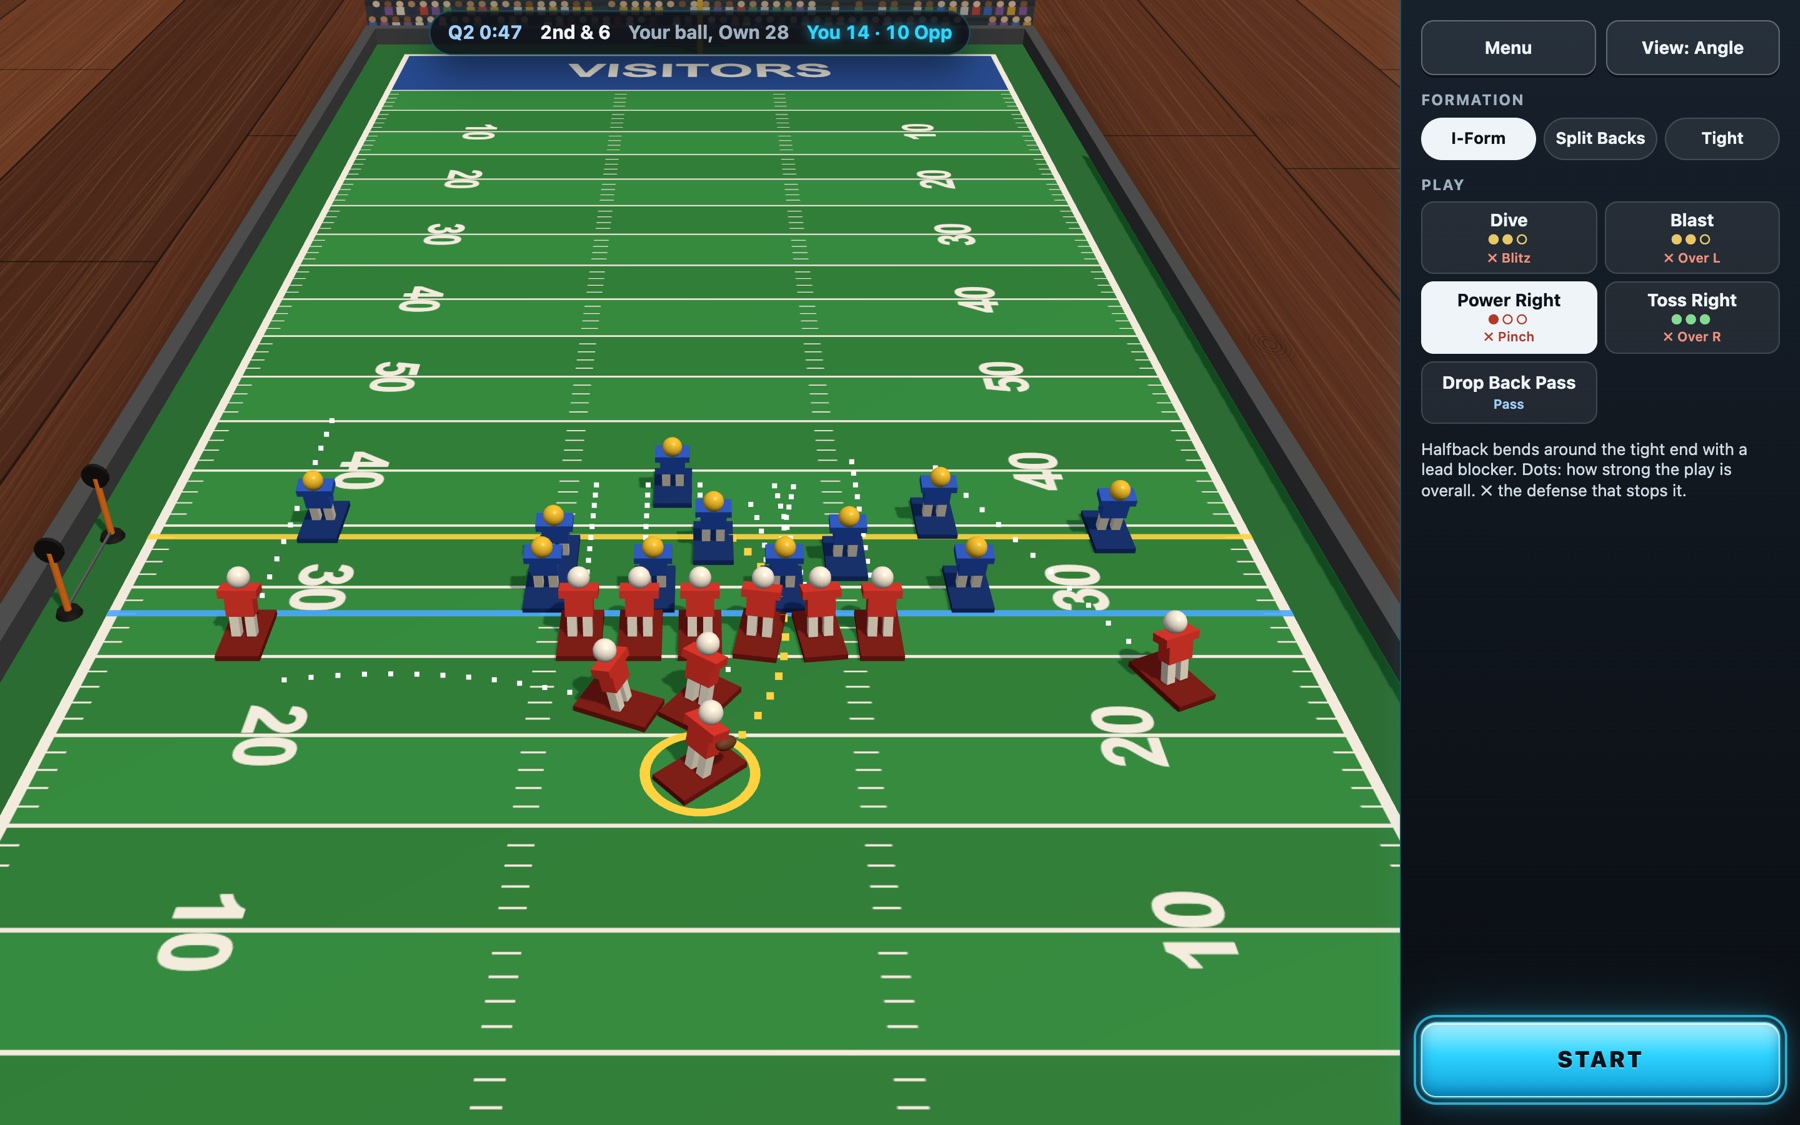 Q2 0:47 2nd & 6 Your ball, Own 28 You 14 · 10 Opp
Menu
View: Angle
VISITORS
FORMATION
I-Form
Split Backs
Tight
PLAY
Dive
✕ Blitz
Blast
✕ Over L
Power Right
✕ Pinch
Toss Right
✕ Over R
Drop Back Pass
Pass
Halfback bends around the tight end with a
lead blocker. Dots: how strong the play is
overall. ✕ the defense that stops it.
10 10
20 20
30 30
40 40
50 50
40 40
30 30
20 20
10 10
START